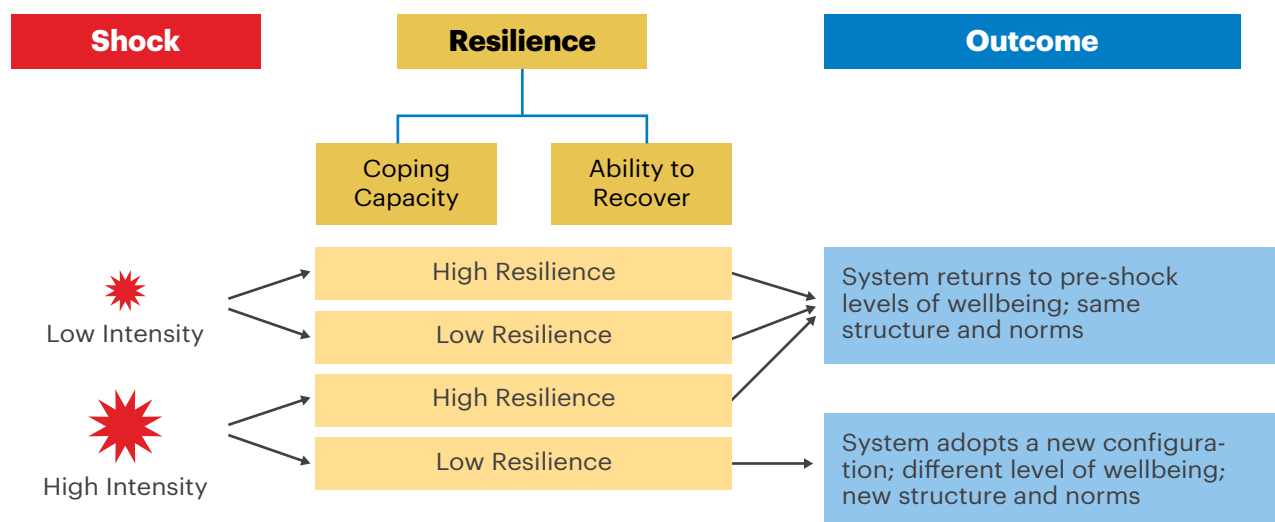 Shock
Resilience
Outcome
Coping
Capacity
Ability to
Recover
Low Intensity
High Intensity
High Resilience
Low Resilience
High Resilience
Low Resilience
System returns to pre-shock
levels of wellbeing; same
structure and norms
System adopts a new configura-
tion; different level of wellbeing;
new structure and norms